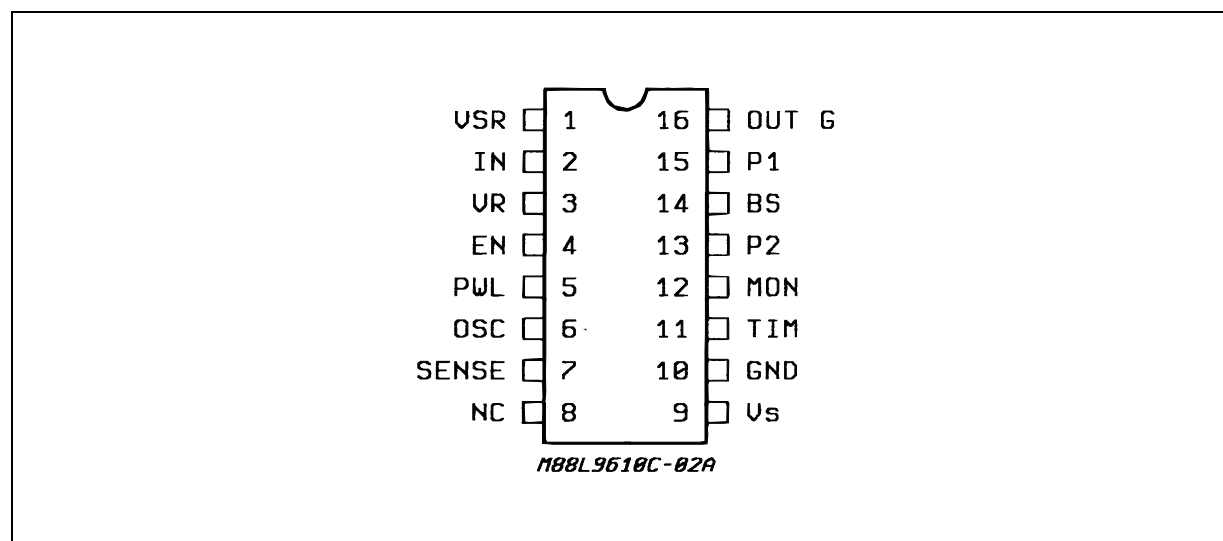 VSR 1 16 OUT G
IN 2 15 P1
VR 3 14 BS
EN 4 13 P2
PWL 5 12 MON
OSC 6 11 TIM
SENSE 7 10 GND
NC 8 9 Vs
M88L9610C-02A